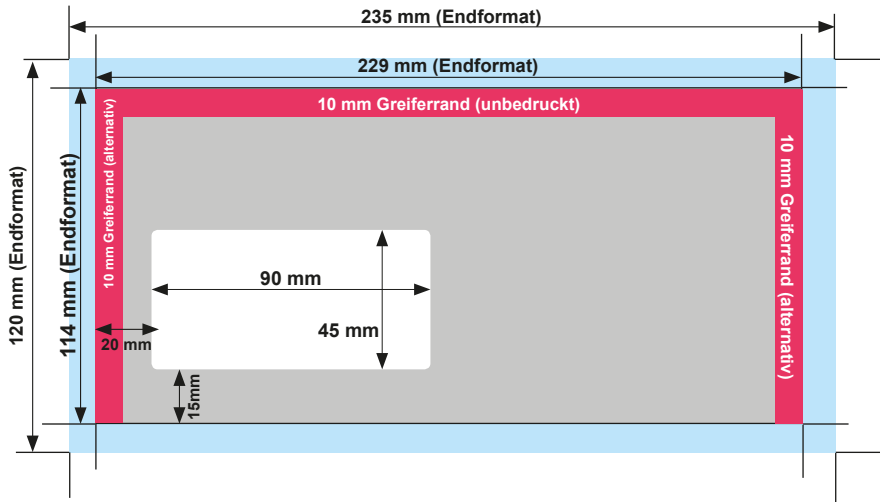 235 mm (Endformat)
229 mm (Endformat)
10 mm Greiferrand (unbedruckt)
120 mm (Endformat)
114 mm (Endformat)
10 mm Greiferrand (alternativ)
10 mm Greiferrand (alternativ)
90 mm
45 mm
20 mm
15mm